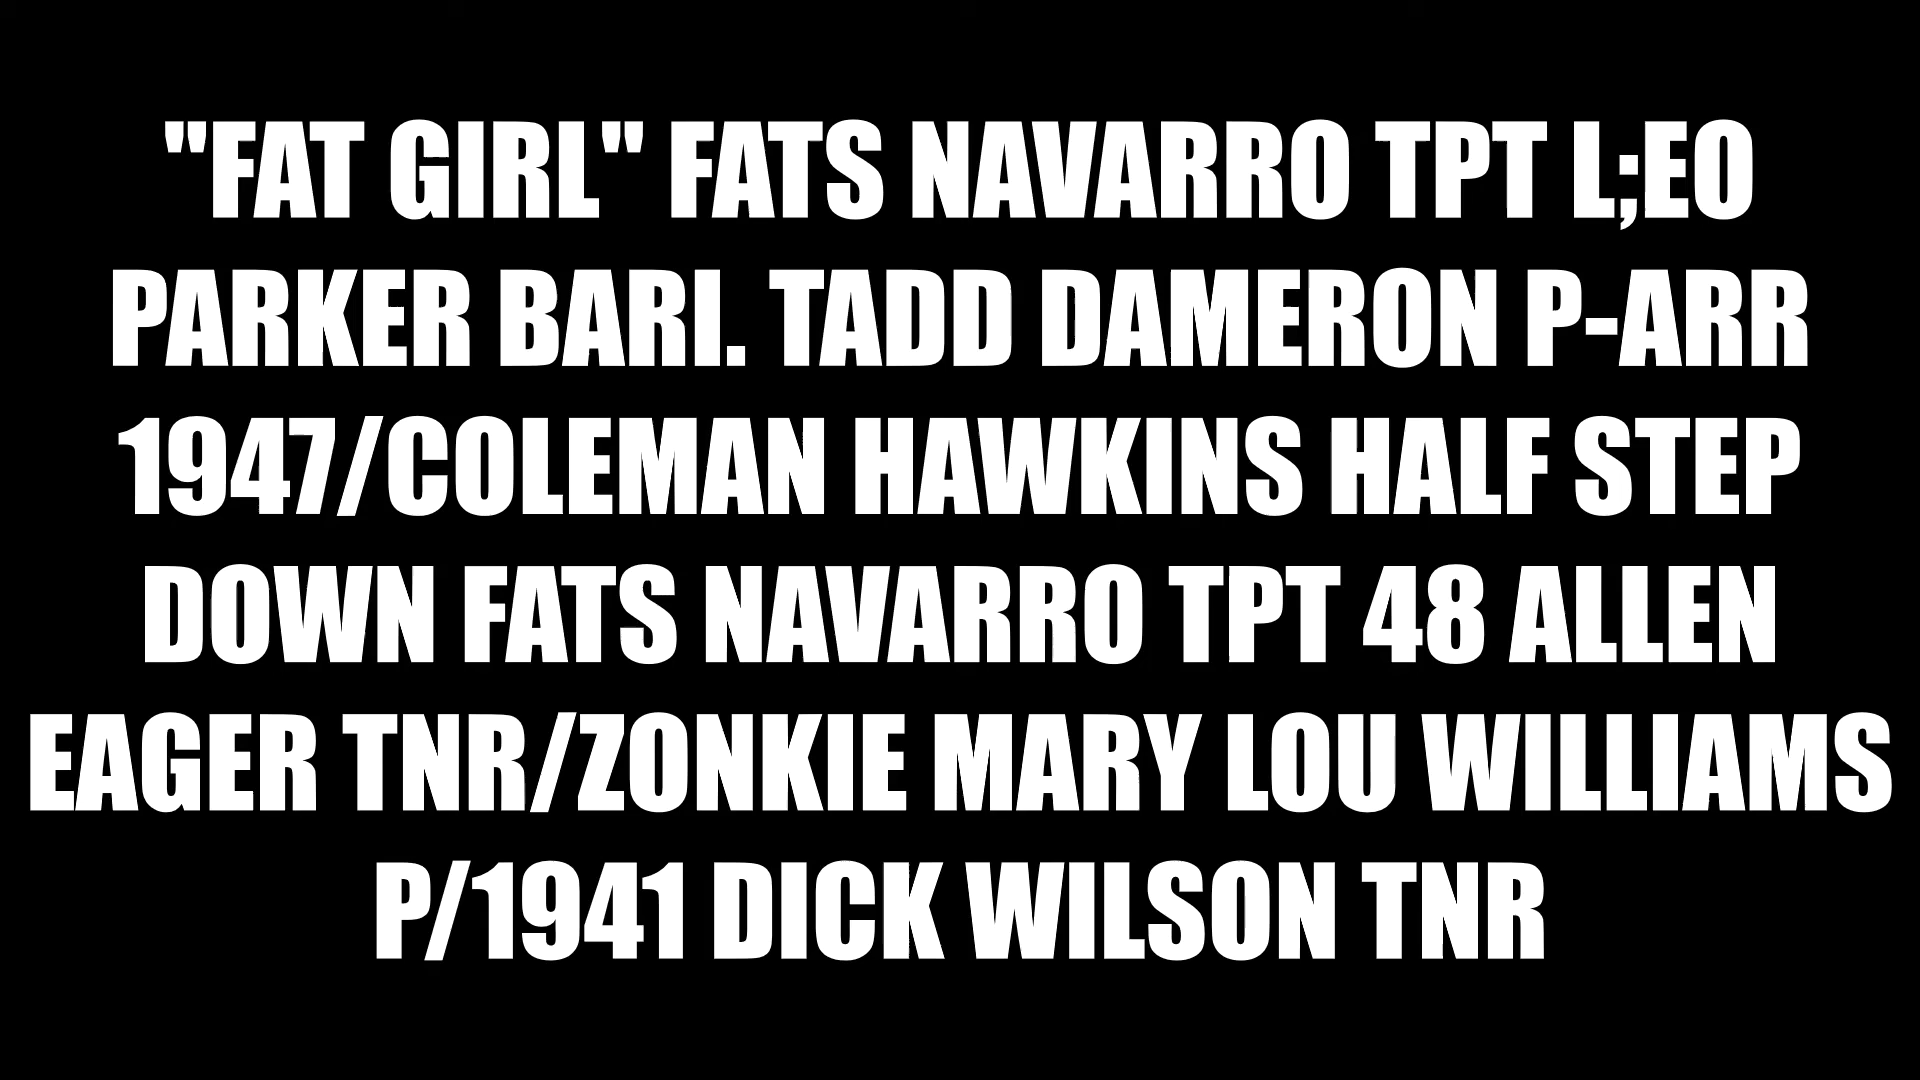 "FAT GIRL" FATS NAVARRO TPT L;EO
PARKER BARI. TADD DAMERON P-ARR
1947/COLEMAN HAWKINS HALF STEP
DOWN FATS NAVARRO TPT 48 ALLEN
EAGER TNR/ZONKIE MARY LOU WILLIAMS
P/1941 DICK WILSON TNR